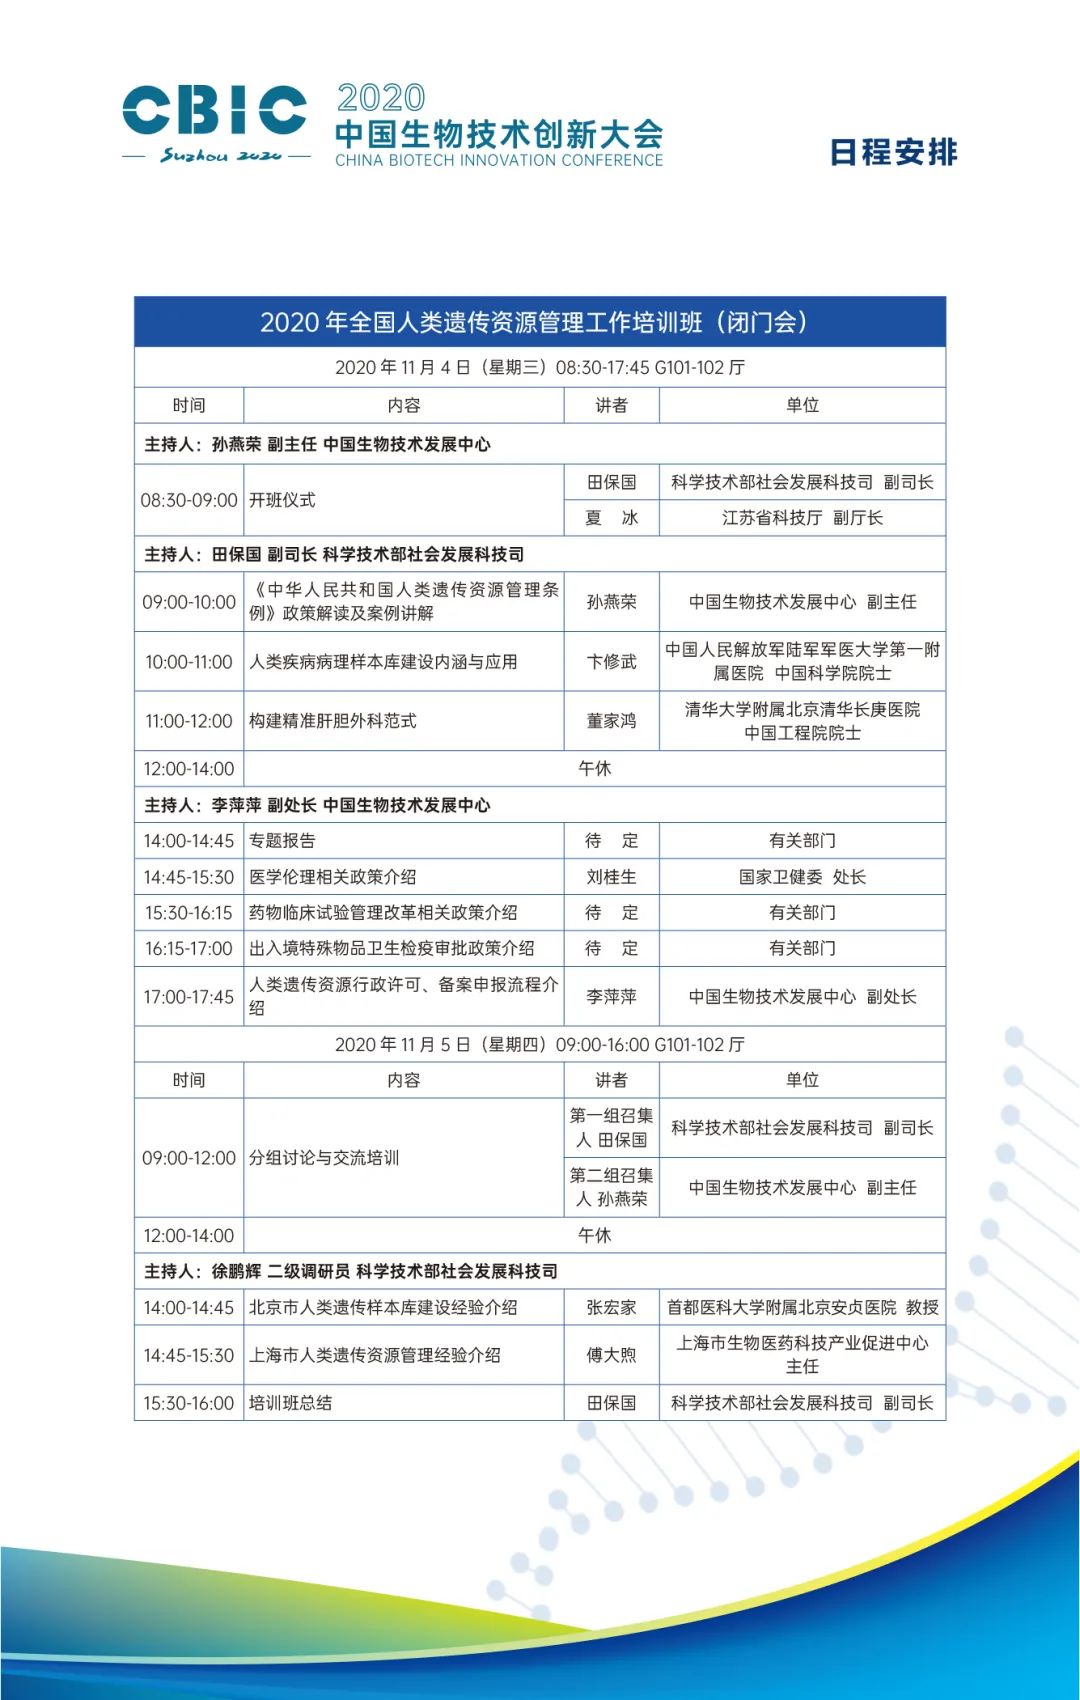 CBIC
Suzhou 2020
2020
中国生物技术创新大会
CHINA BIOTECH INNOVATION CONFERENCE
日程安排
2020 年全国人类遗传资源管理工作培训班（闭门会）
2020 年 11 月 4 日（星期三）08:30-17:45 G101-102 厅
时间 内容 讲者 单位
主持人：孙燕荣 副主任 中国生物技术发展中心
08:30-09:00 开班仪式
田保国 科学技术部社会发展科技司 副司长
夏 冰 江苏省科技厅 副厅长
主持人：田保国 副司长 科学技术部社会发展科技司
09:00-10:00
《中华人民共和国人类遗传资源管理条
例》政策解读及案例讲解
孙燕荣 中国生物技术发展中心 副主任
10:00-11:00 人类疾病病理样本库建设内涵与应用 卞修武
中国人民解放军陆军军医大学第一附
属医院 中国科学院院士
11:00-12:00 构建精准肝胆外科范式 董家鸿
清华大学附属北京清华长庚医院
中国工程院院士
12:00-14:00 午休
主持人：李萍萍 副处长 中国生物技术发展中心
14:00-14:45 专题报告 待 定 有关部门
14:45-15:30 医学伦理相关政策介绍 刘桂生 国家卫健委 处长
15:30-16:15 药物临床试验管理改革相关政策介绍 待 定 有关部门
16:15-17:00 出入境特殊物品卫生检疫审批政策介绍 待 定 有关部门
17:00-17:45
人类遗传资源行政许可、备案申报流程介
绍
李萍萍 中国生物技术发展中心 副处长
2020 年 11 月 5 日（星期四）09:00-16:00 G101-102 厅
时间 内容 讲者 单位
09:00-12:00 分组讨论与交流培训
第一组召集
人 田保国
科学技术部社会发展科技司 副司长
第二组召集
人 孙燕荣
中国生物技术发展中心 副主任
12:00-14:00 午休
主持人：徐鹏辉 二级调研员 科学技术部社会发展科技司
14:00-14:45 北京市人类遗传样本库建设经验介绍 张宏家 首都医科大学附属北京安贞医院 教授
14:45-15:30 上海市人类遗传资源管理经验介绍 傅大煦
上海市生物医药科技产业促进中心
主任
15:30-16:00 培训班总结 田保国 科学技术部社会发展科技司 副司长